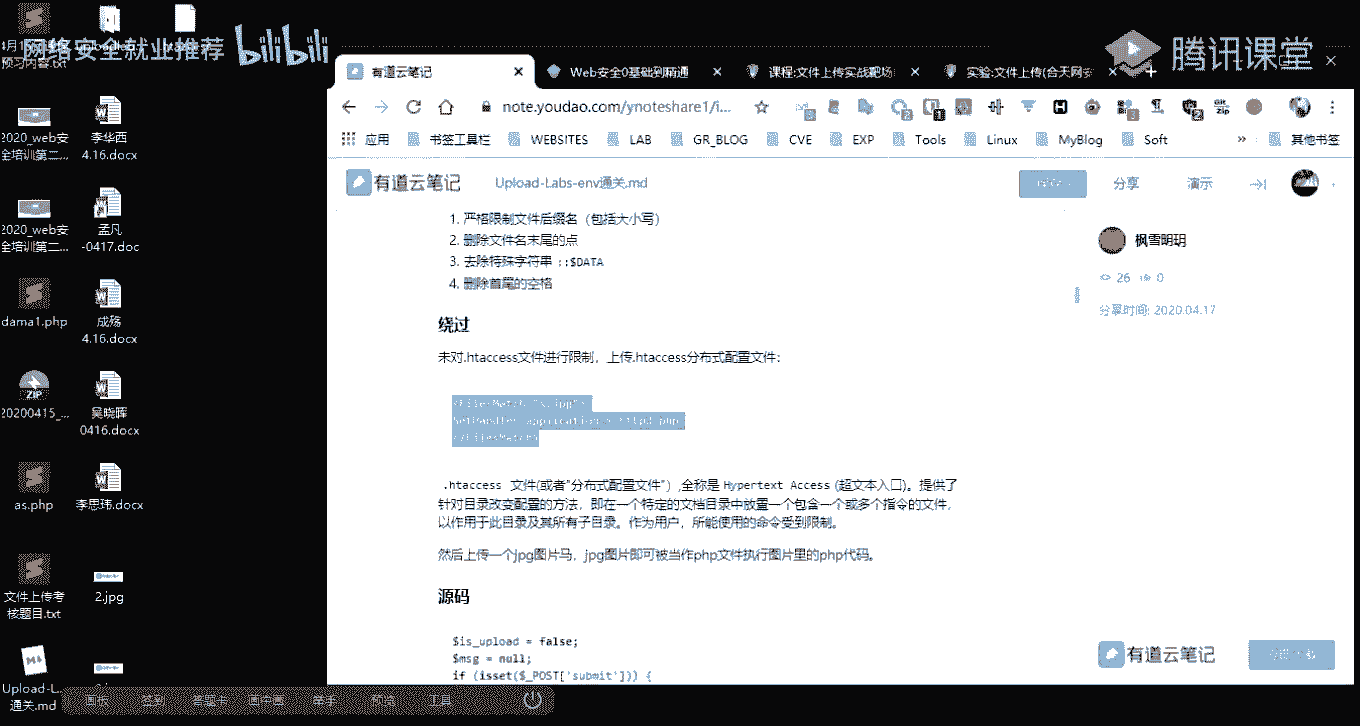 网络安全就业推荐
bilibili
腾讯课堂
预习内容.txt
2020_web安全培训第二...
李华西
4.16.docx
2020_web安全培训第二...
孟凡
-0417.doc
dama1.php
成殇
4.16.docx
ZIP
20200415_...
吴晓晖
0416.docx
as.php
李思玮.docx
文件上传考核题目.txt
2.jpg
Upload-L...
通关.md
有道云笔记
Web安全0基础到精通
课程:文件上传实战靶场
实验:文件上传(合天网安
note.youdao.com/ynoteshare1/i...
应用
书签工具栏
WEBSITES
LAB
GR_BLOG
CVE
EXP
Tools
Linux
MyBlog
Soft
其他书签
有道云笔记
Upload-Labs-env通关.md
分享
演示
1. 严格限制文件后缀名（包括大小写）
2. 删除文件名末尾的点
3. 去除特殊字符串 ::$DATA
4. 删除首尾的空格
枫雪明玥
26
0
分享时间: 2020.04.17
绕过
未对.htaccess文件进行限制，上传.htaccess分布式配置文件：
.htaccess 文件(或者"分布式配置文件"）,全称是 Hypertext Access (超文本入口)。提供了
针对目录改变配置的方法，即在一个特定的文档目录中放置一个包含一个或多个指令的文件，
以作用于此目录及其所有子目录。作为用户，所能使用的命令受到限制。
然后上传一个jpg图片马，jpg图片即可被当作php文件执行图片里的php代码。
源码
$is_upload = false;
$msg = null;
if (isset($_POST['submit'])) {
有道云笔记
画板
签到
答题卡
画中画
举手
预览
工具